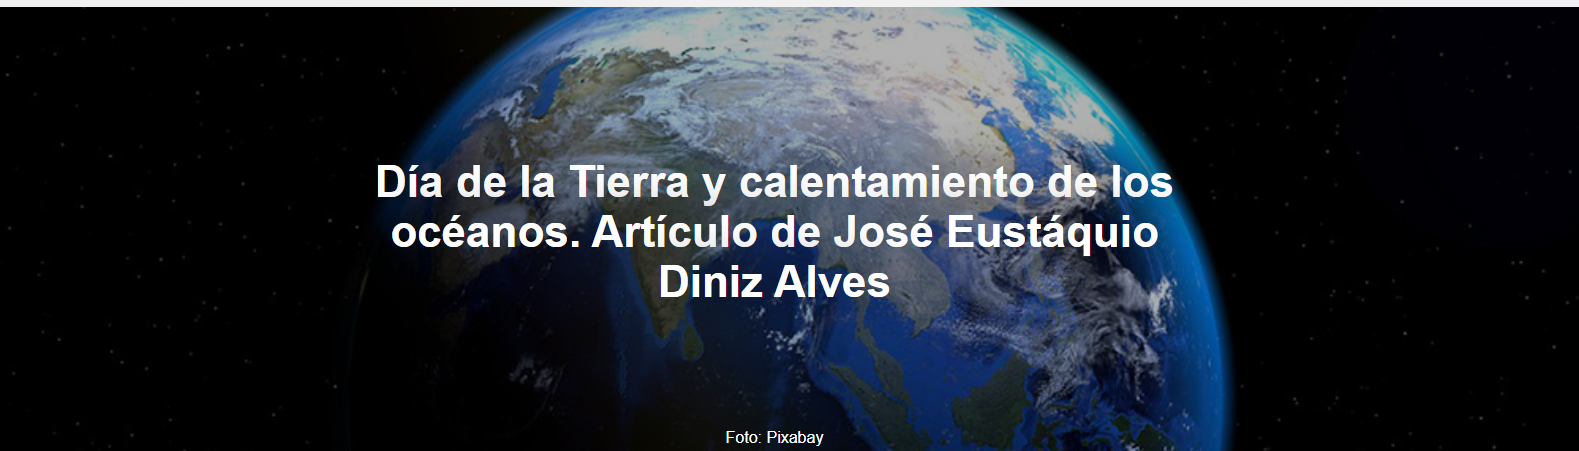 Día de la Tierra y calentamiento de los
océanos. Artículo de José Eustáquio
Diniz Alves
Foto: Pixabay